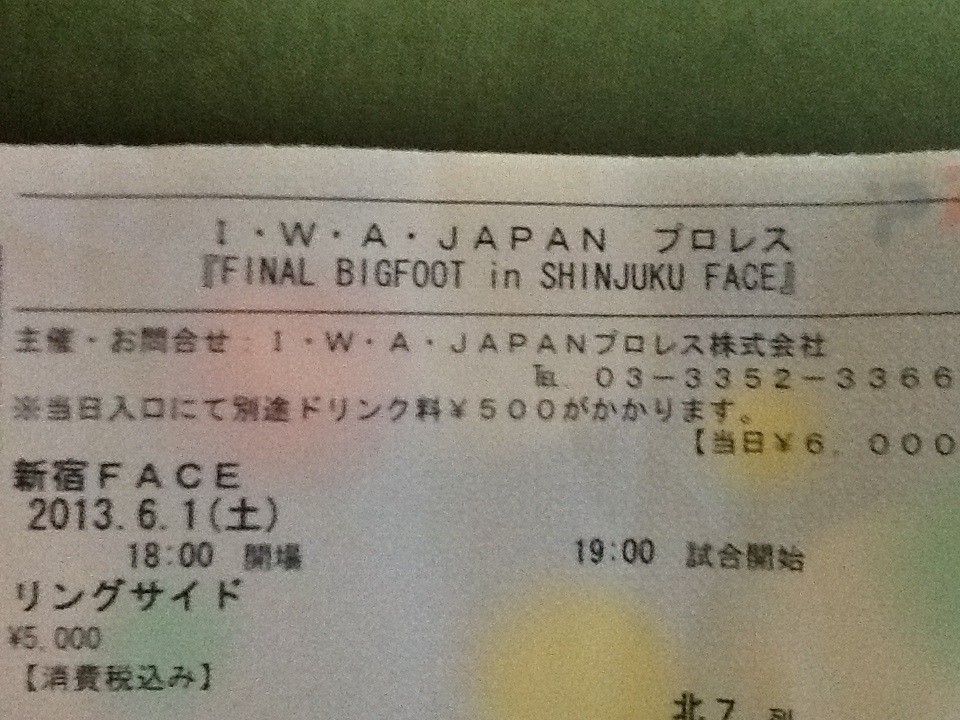 I・W・A・JAPAN プロレス
『FINAL BIGFOOT in SHINJUKU FACE』
主催・お問合せ：I・W・A・JAPANプロレス株式会社
℡．03－3352－3366
※当日入口にて別途ドリンク料￥500がかかります。
【当日￥6，000
新宿FACE
2013.6.1(土)
18:00 開場 19:00 試合開始
リングサイド
¥5,000
【消費税込み】
北7 列